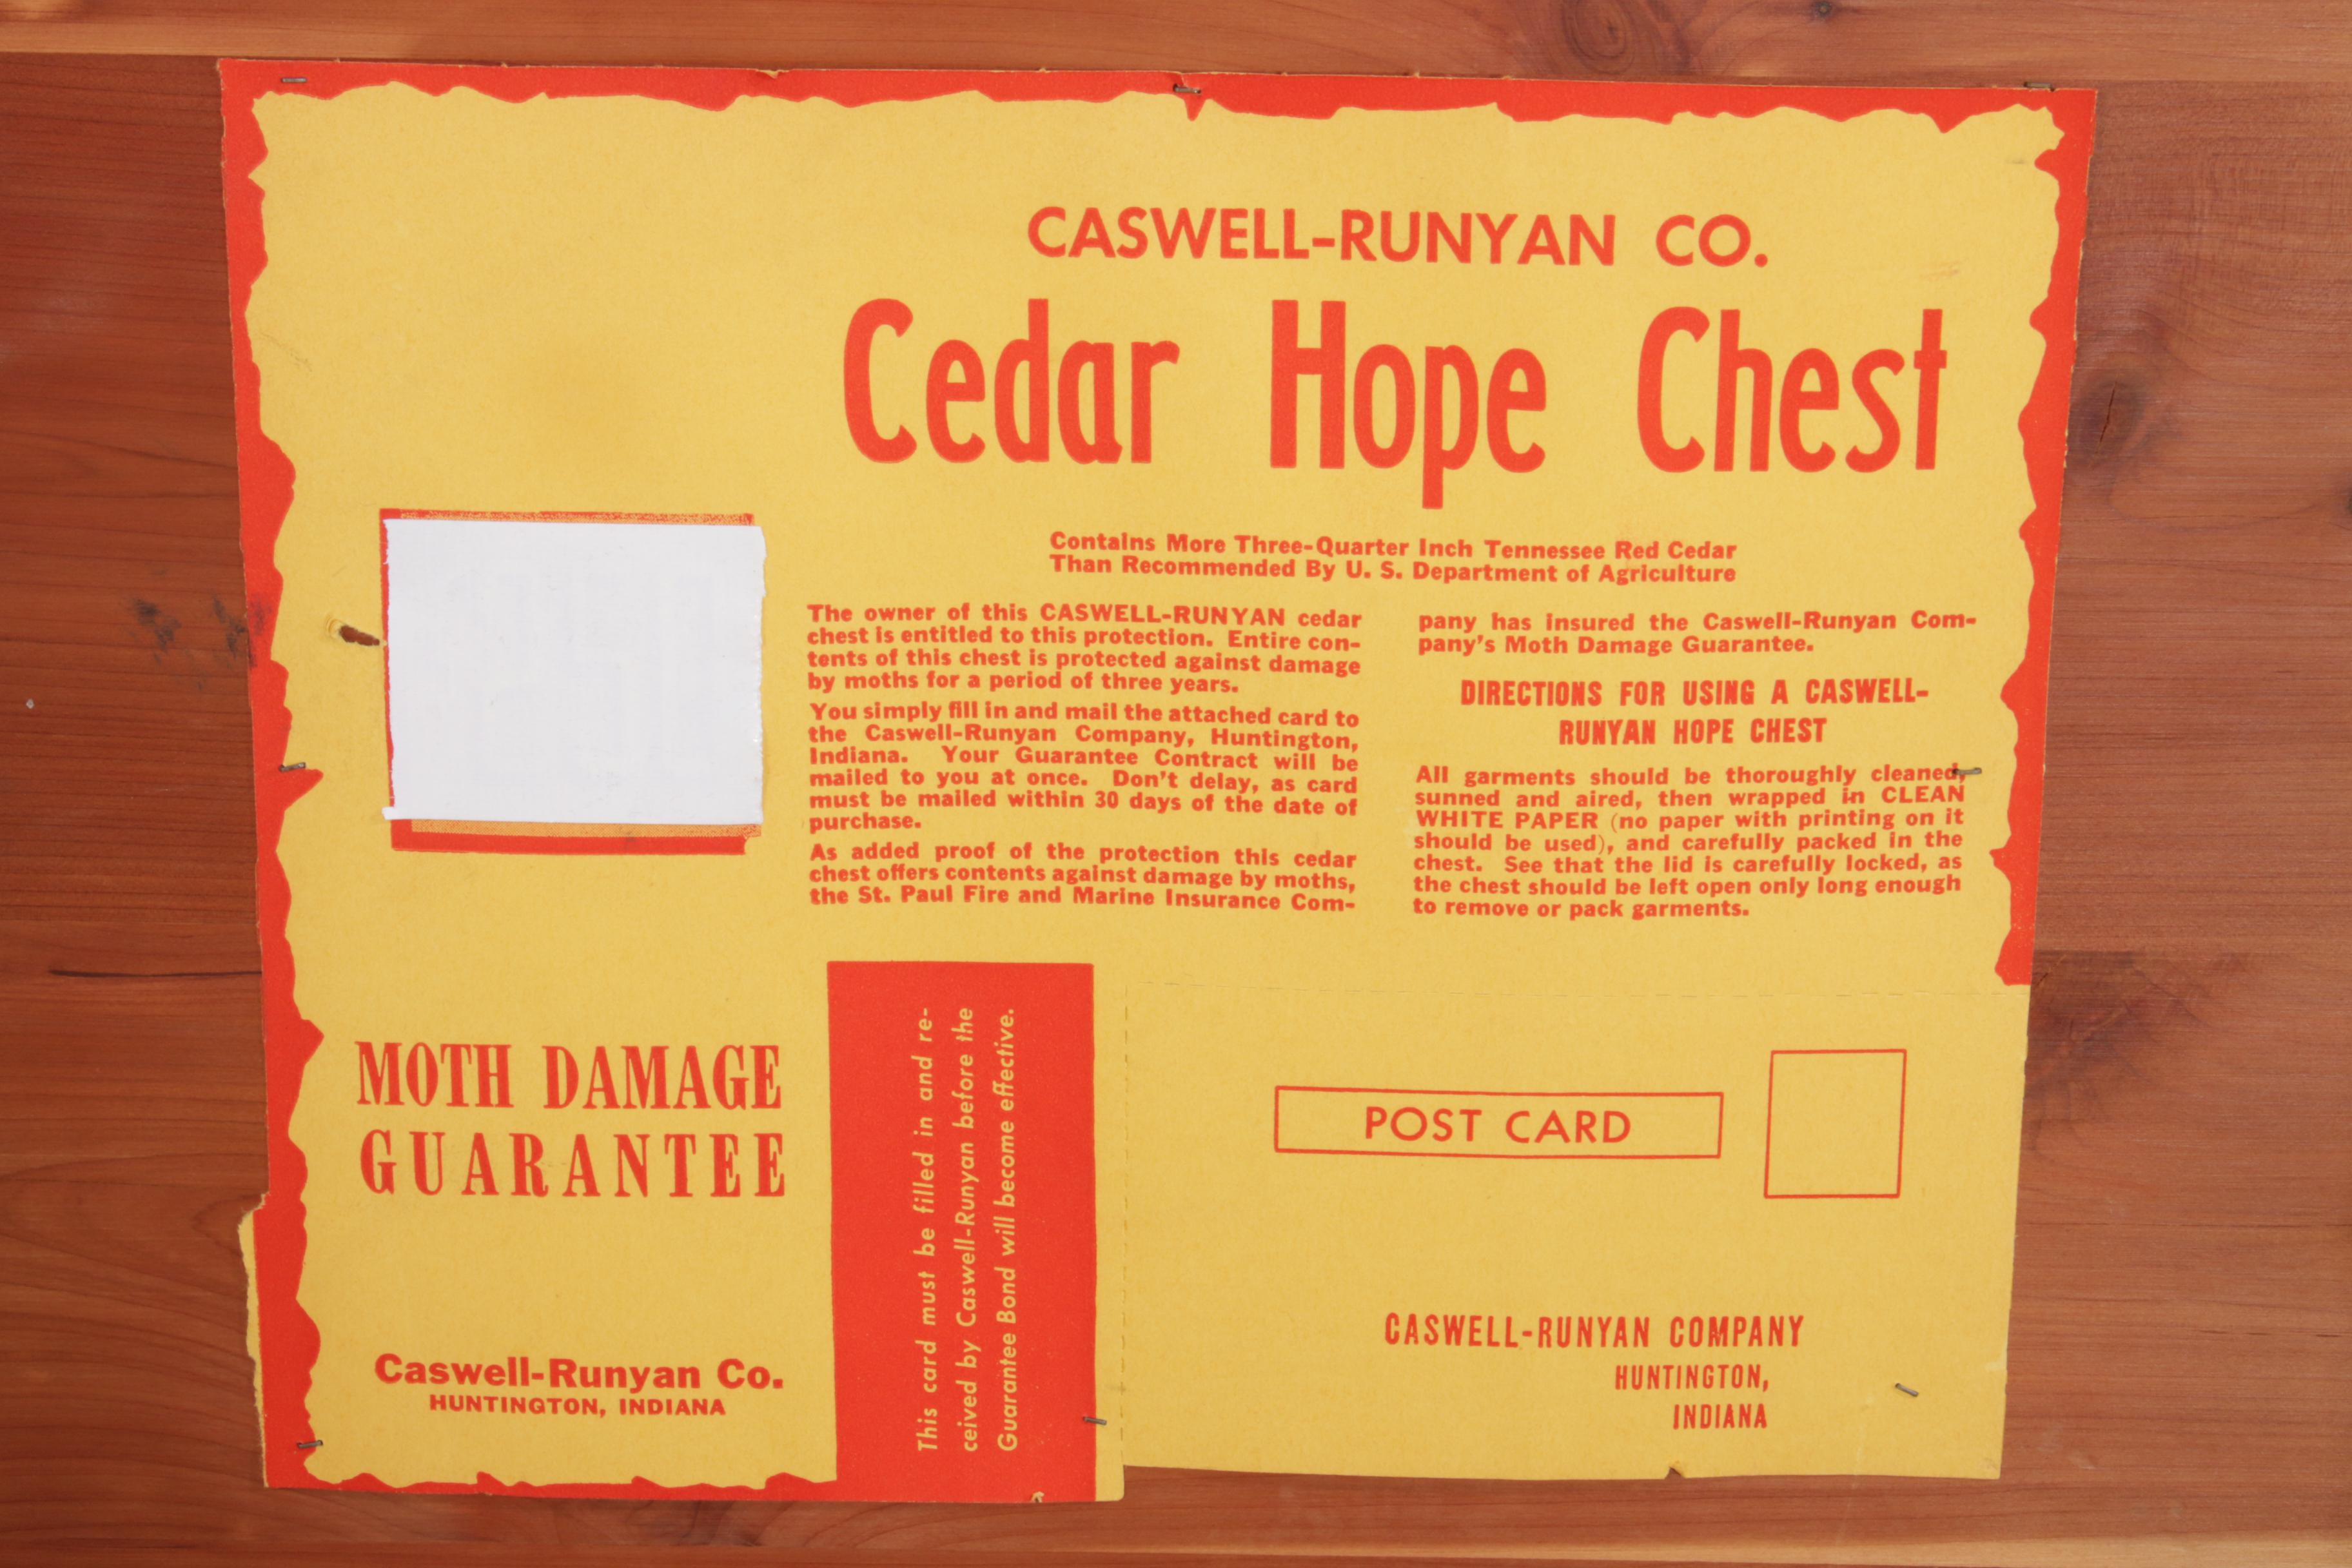 CASWELL-RUNYAN CO.
Cedar Hope Chest
Contains More Three-Quarter Inch Tennessee Red Cedar
Than Recommended By U. S. Department of Agriculture
The owner of this CASWELL-RUNYAN cedar
chest is entitled to this protection. Entire con-
tents of this chest is protected against damage
by moths for a period of three years.
You simply fill in and mail the attached card to
the Caswell-Runyan Company, Huntington,
Indiana. Your Guarantee Contract will be
mailed to you at once. Don't delay, as card
must be mailed within 30 days of the date of
purchase.
As added proof of the protection this cedar
chest offers contents against damage by moths,
the St. Paul Fire and Marine Insurance Com-
pany has insured the Caswell-Runyan Com-
pany's Moth Damage Guarantee.
DIRECTIONS FOR USING A CASWELL-
RUNYAN HOPE CHEST
All garments should be thoroughly cleaned,
sunned and aired, then wrapped in CLEAN
WHITE PAPER (no paper with printing on it
should be used), and carefully packed in the
chest. See that the lid is carefully locked, as
the chest should be left open only long enough
to remove or pack garments.
MOTH DAMAGE
GUARANTEE
Caswell-Runyan Co.
HUNTINGTON, INDIANA
This card must be filled in and re-
ceived by Caswell-Runyan before the
Guarantee Bond will become effective.
POST CARD
CASWELL-RUNYAN COMPANY
HUNTINGTON,
INDIANA